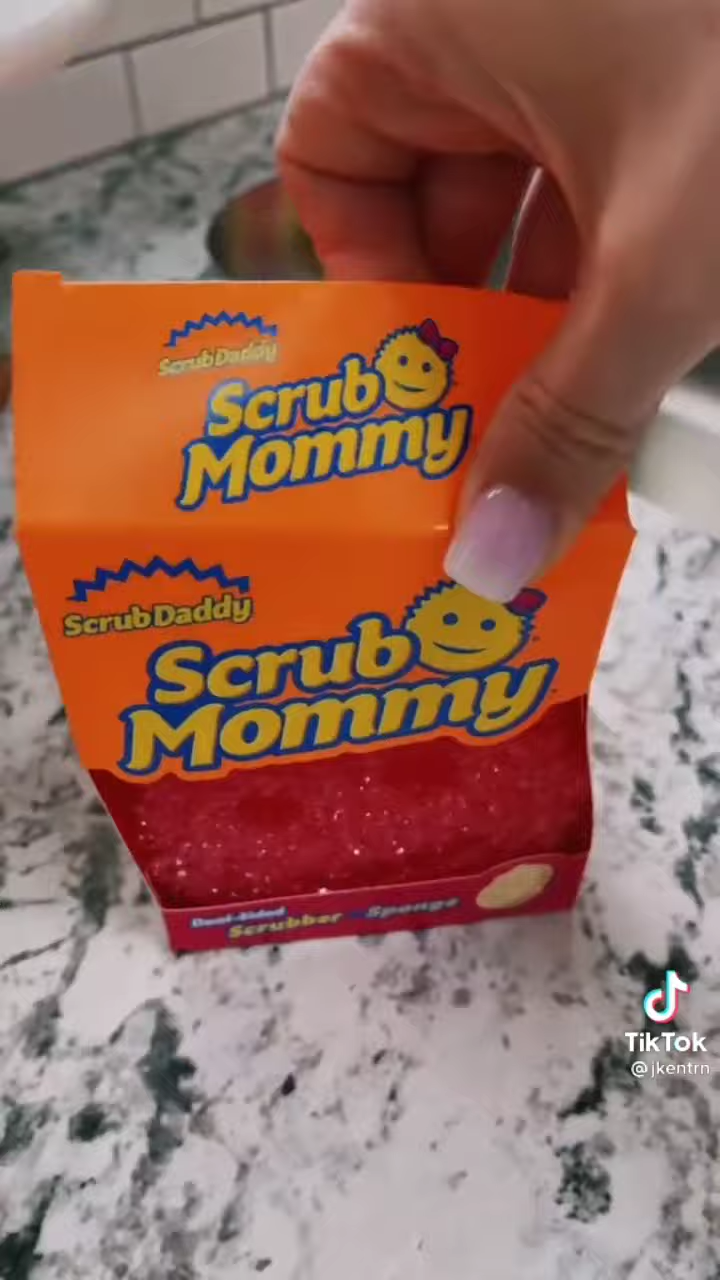 ScrubDaddy
Scrub
Mommy
ScrubDaddy
Scrub
Mommy
Dual-Sided
Scrubber + Sponge
TikTok
@jkentrn